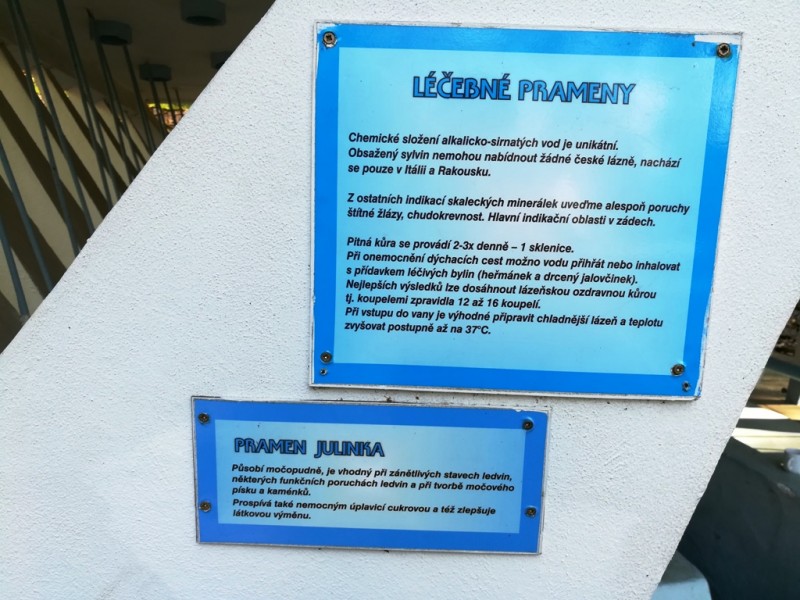 LÉČEBNÉ PRAMENY
Chemické složení alkalicko-sirnatých vod je unikátní.
Obsažený sylvin nemohou nabídnout žádné české lázně, nachází
se pouze v Itálii a Rakousku.
Z ostatních indikací skaleckých minerálek uveďme alespoň poruchy
štítné žlázy, chudokrevnost. Hlavní indikační oblasti v zádech.
Pitná kůra se provádí 2-3x denně – 1 sklenice.
Při onemocnění dýchacích cest možno vodu přihřát nebo inhalovat
s přídavkem léčivých bylin (heřmánek a drcený jalovčinek).
Nejlepších výsledků lze dosáhnout lázeňskou ozdravnou kůrou
tj. koupelemi zpravidla 12 až 16 koupelí.
Při vstupu do vany je výhodné připravit chladnější lázeň a teplotu
zvyšovat postupně až na 37°C.
PRAMEN JULINKA
Působí močopudně, je vhodný při zánětlivých stavech ledvin,
některých funkčních poruchách ledvin a při tvorbě močového
písku a kaménků.
Prospívá také nemocným úplavicí cukrovou a též zlepšuje
látkovou výměnu.